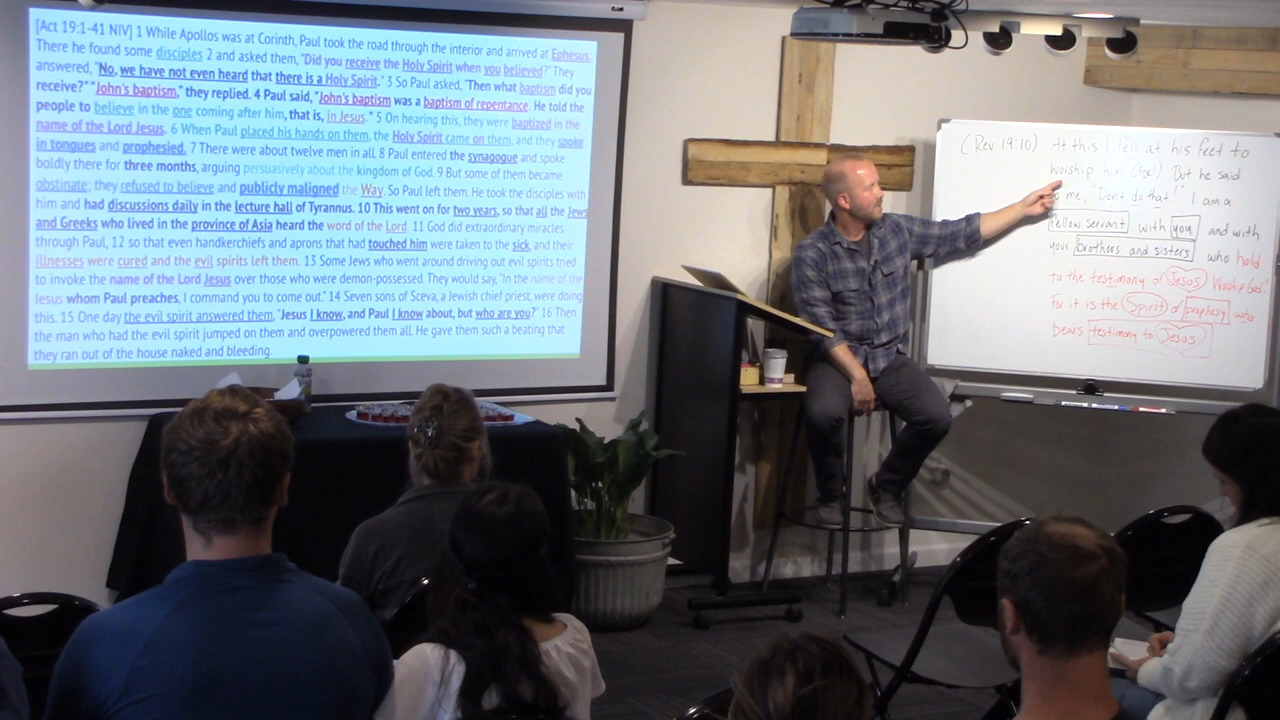 [Act 19:1-41 NIV] 1 While Apollos was at Corinth, Paul took the road through the interior and arrived at Ephesus.
There he found some disciples 2 and asked them, "Did you receive the Holy Spirit when you believed?" They
answered, "No, we have not even heard that there is a Holy Spirit." 3 So Paul asked, "Then what baptism did you
receive?" "John's baptism," they replied. 4 Paul said, "John's baptism was a baptism of repentance. He told the
people to believe in the one coming after him, that is, in Jesus." 5 On hearing this, they were baptized in the
name of the Lord Jesus. 6 When Paul placed his hands on them, the Holy Spirit came on them, and they spoke
in tongues and prophesied. 7 There were about twelve men in all. 8 Paul entered the synagogue and spoke
boldly there for three months, arguing persuasively about the kingdom of God. 9 But some of them became
obstinate; they refused to believe and publicly maligned the Way. So Paul left them. He took the disciples with
him and had discussions daily in the lecture hall of Tyrannus. 10 This went on for two years, so that all the Jews
and Greeks who lived in the province of Asia heard the word of the Lord. 11 God did extraordinary miracles
through Paul, 12 so that even handkerchiefs and aprons that had touched him were taken to the sick, and their
illnesses were cured and the evil spirits left them. 13 Some Jews who went around driving out evil spirits tried
to invoke the name of the Lord Jesus over those who were demon-possessed. They would say, "In the name of the
Jesus whom Paul preaches, I command you to come out." 14 Seven sons of Sceva, a Jewish chief priest, were doing
this. 15 One day the evil spirit answered them, "Jesus I know, and Paul I know about, but who are you?" 16 Then
the man who had the evil spirit jumped on them and overpowered them all. He gave them such a beating that
they ran out of the house naked and bleeding.
(Rev 19:10) At this I fell at his feet to
worship him (Agel) But he said
me, "Don't do that!" I am a
fellow servant with you and with
your brothers and sisters who hold
to the testimony of Jesus Worship God!"
For it is the Spirit of prophesy who
bears testimony to Jesus